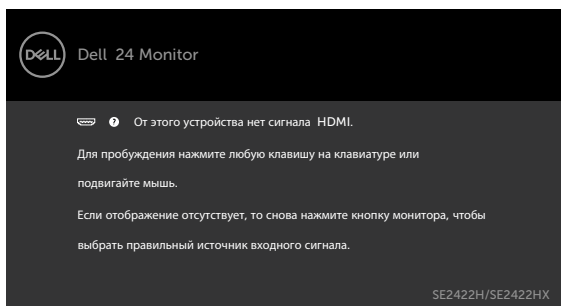 DELL
Dell 24 Monitor
? От этого устройства нет сигнала HDMI.
Для пробуждения нажмите любую клавишу на клавиатуре или
подвигайте мышь.
Если отображение отсутствует, то снова нажмите кнопку монитора, чтобы
выбрать правильный источник входного сигнала.
SE2422H/SE2422HX